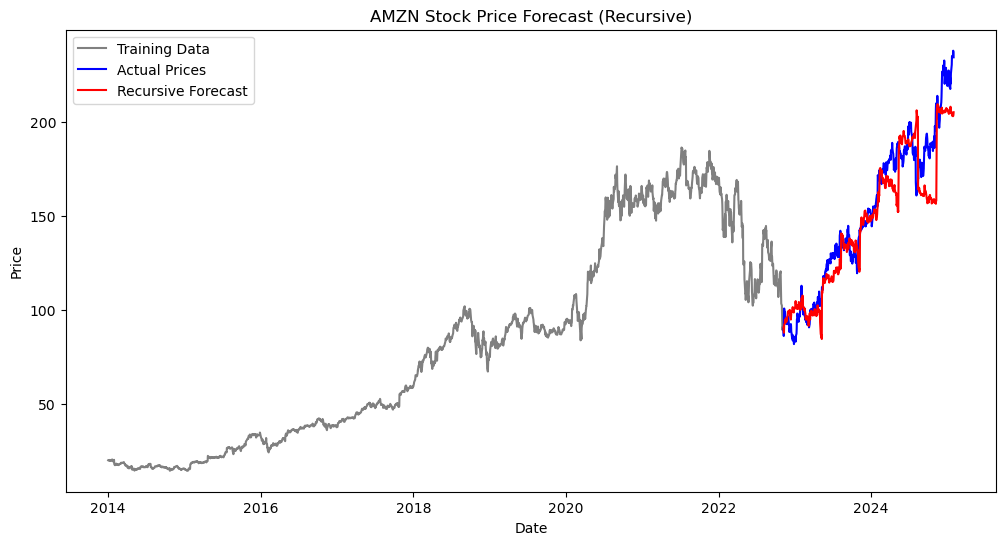 AMZN Stock Price Forecast (Recursive)
Training Data
Actual Prices
Recursive Forecast
200
150
100
50
Price
2014 2016 2018 2020 2022 2024
Date